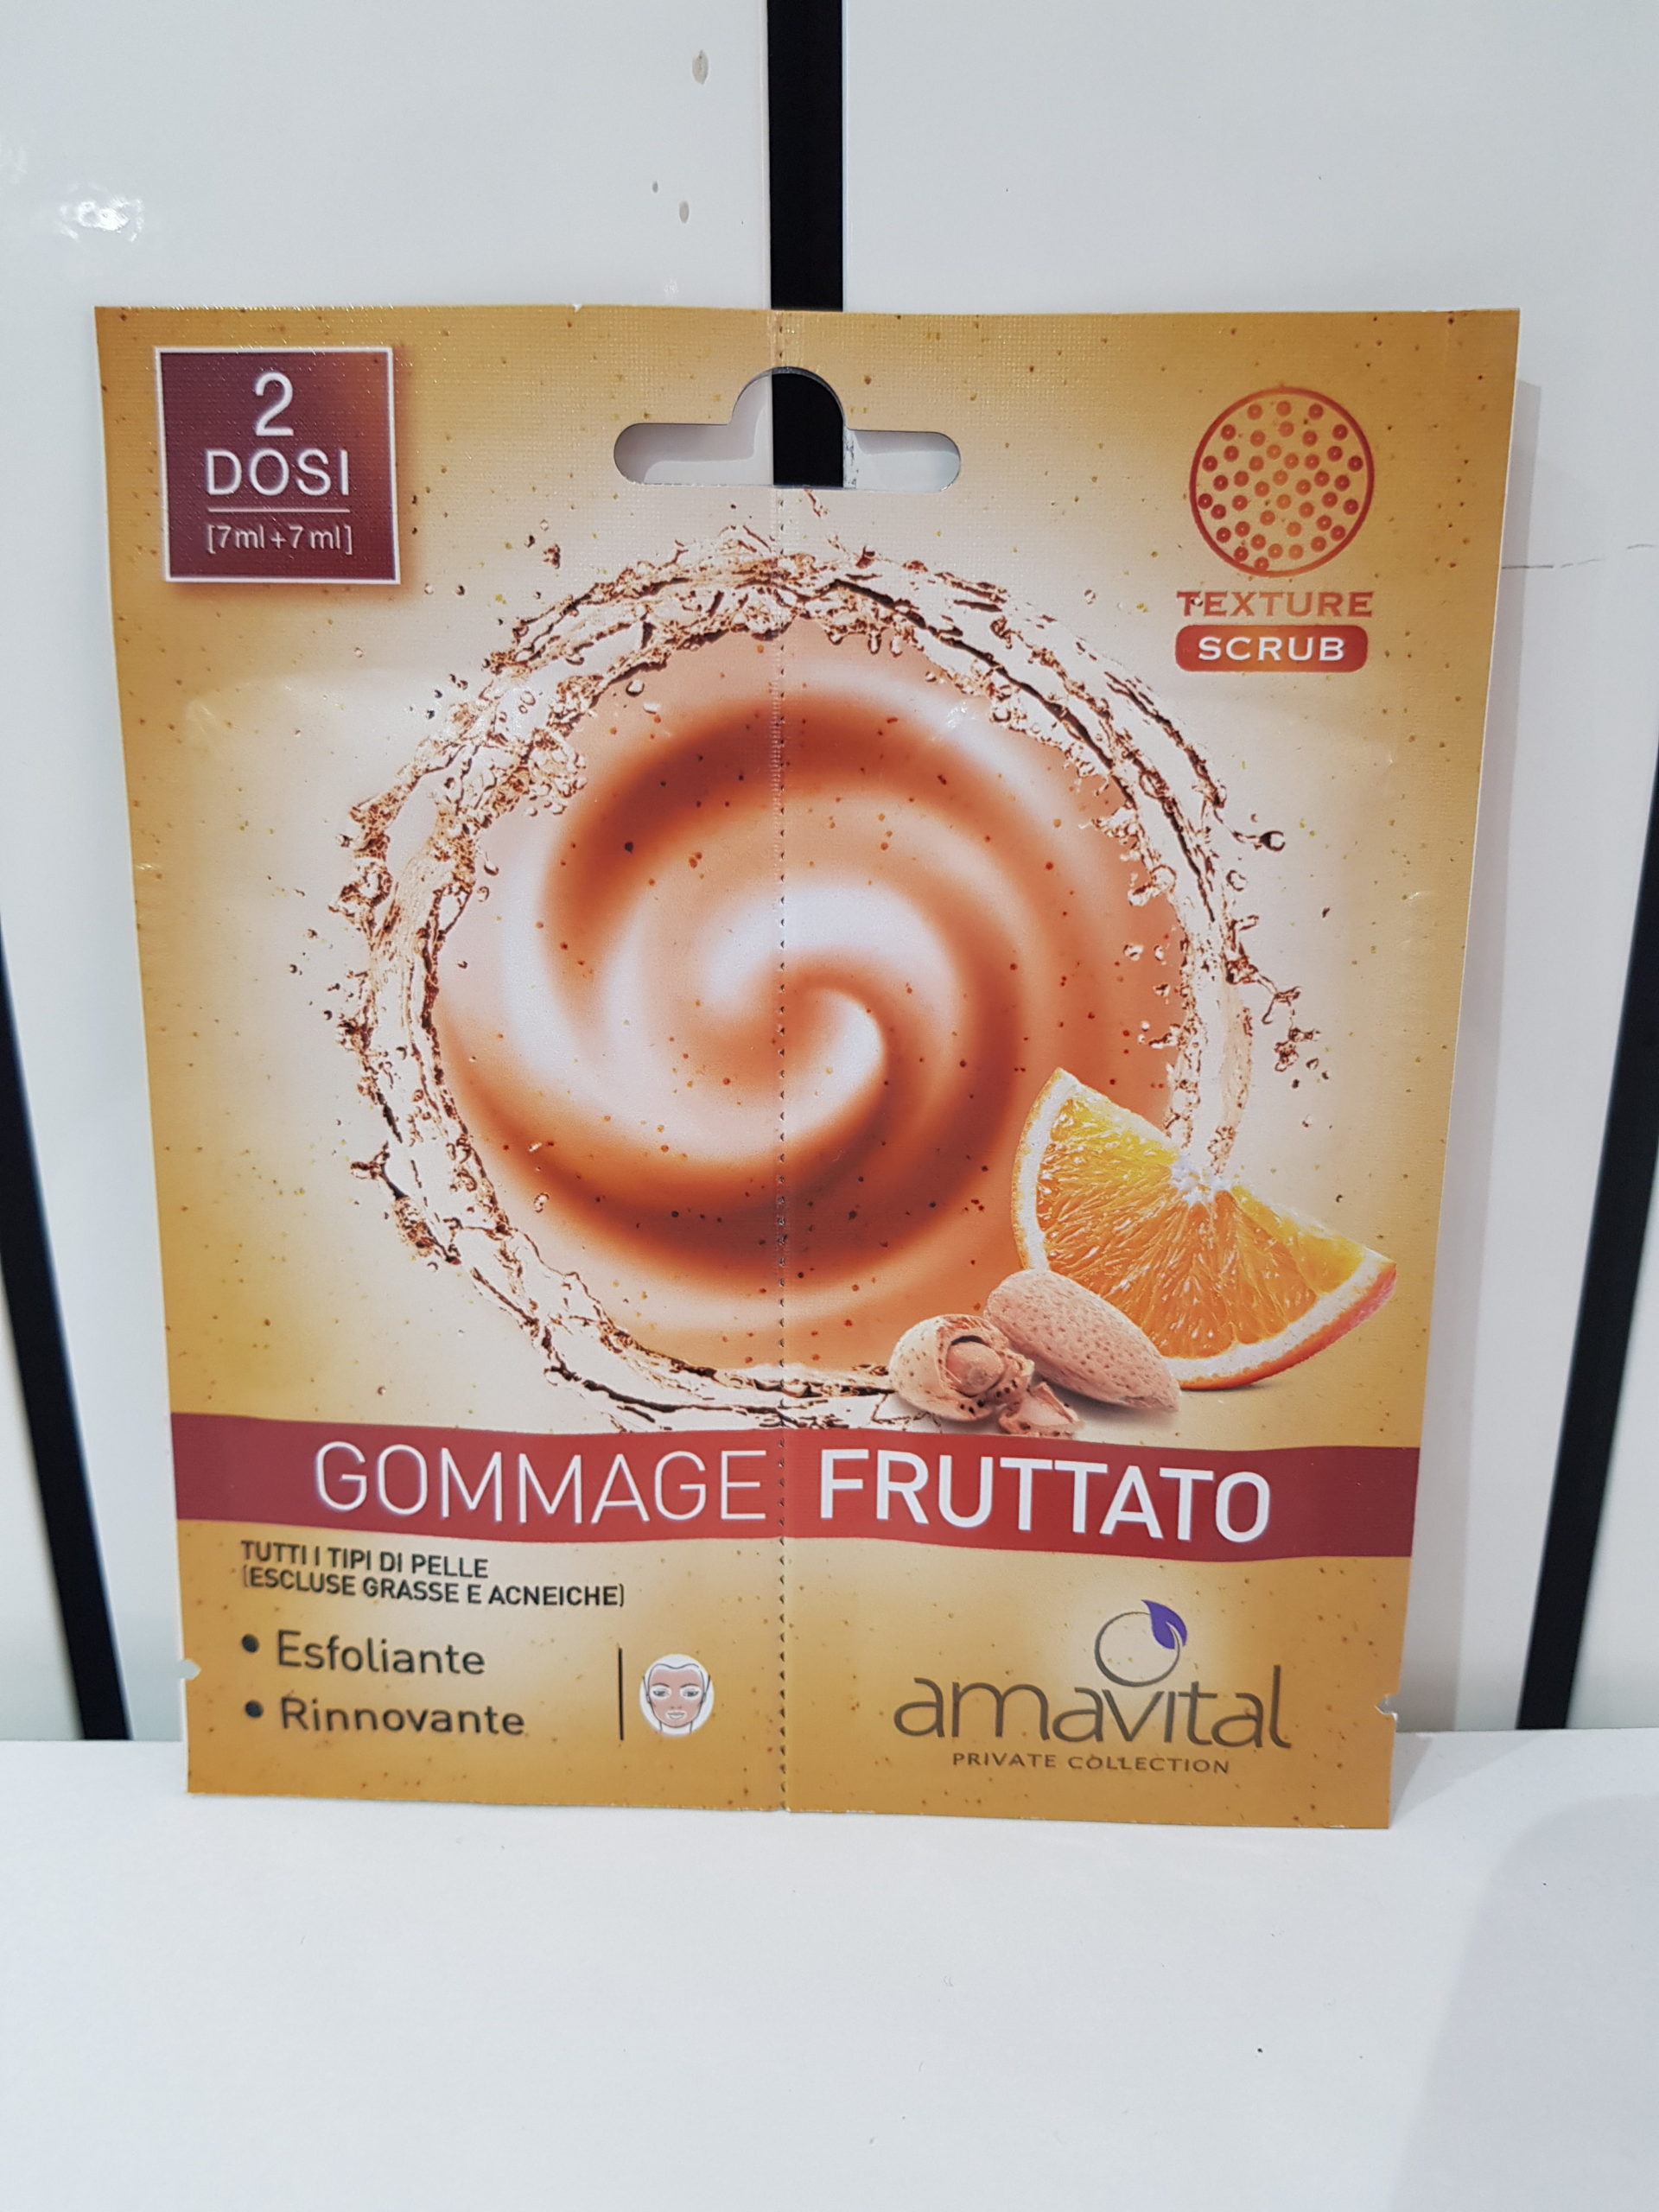 2
DOSI
[7ml+7ml]
TEXTURE
SCRUB
GOMMAGE FRUTTATO
TUTTI I TIPI DI PELLE
(ESCLUSE GRASSE E ACNEICHE)
• Esfoliante
• Rinnovante
amavital
PRIVATE COLLECTION